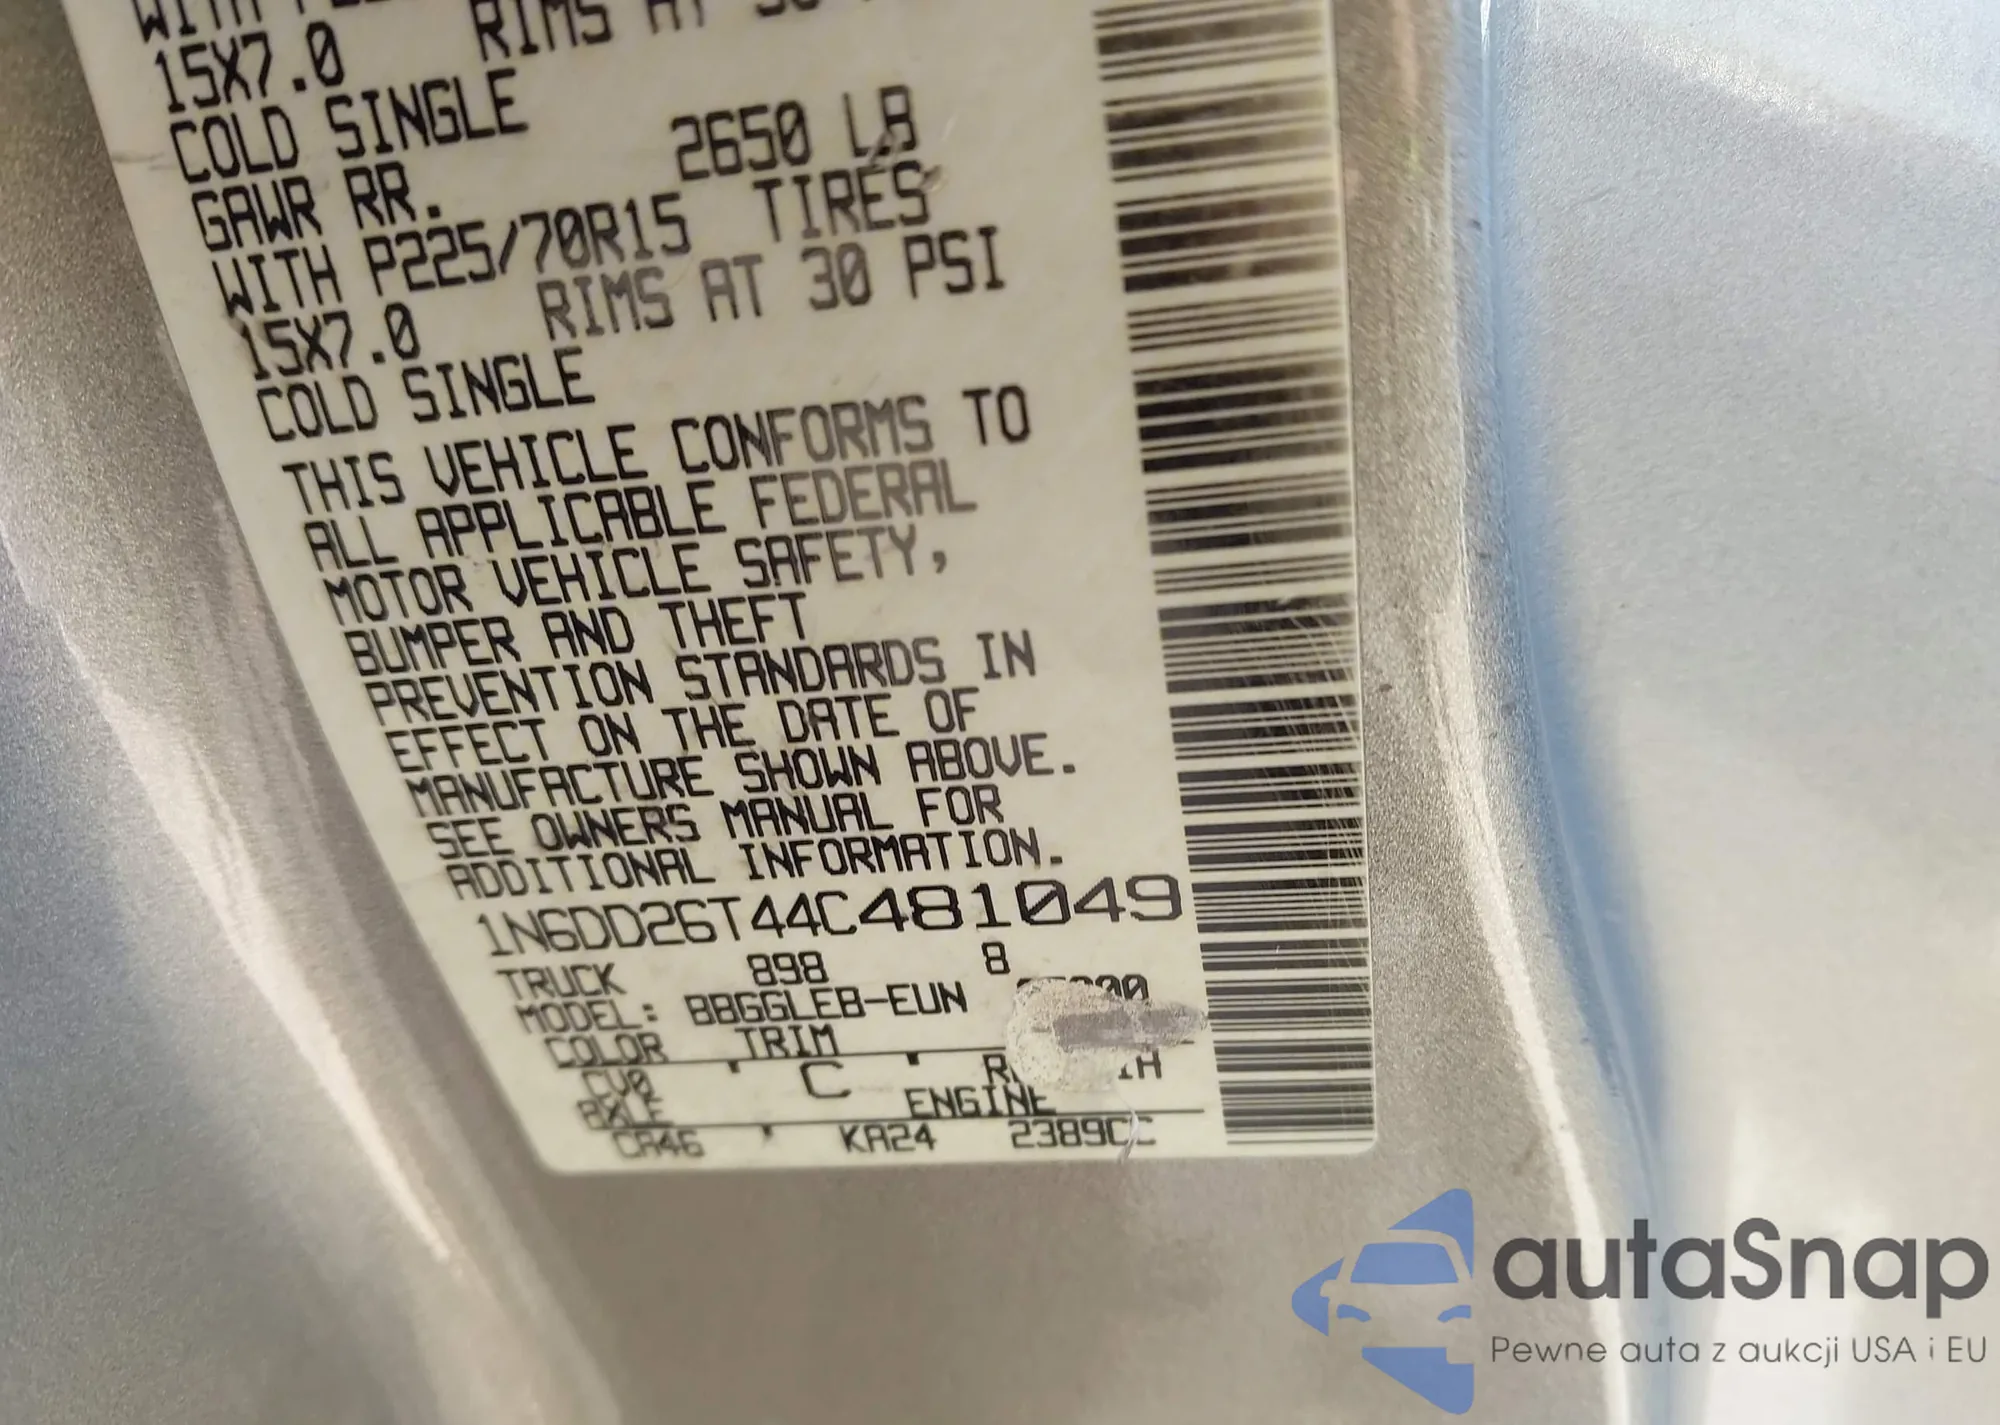 15X7.0 RIMS AT 30
COLD SINGLE
GAWR RR. 2650 LB
WITH P225/70R15 TIRES
15X7.0 RIMS AT 30 PSI
COLD SINGLE
THIS VEHICLE CONFORMS TO
ALL APPLICABLE FEDERAL
MOTOR VEHICLE SAFETY,
BUMPER AND THEFT
PREVENTION STANDARDS IN
EFFECT ON THE DATE OF
MANUFACTURE SHOWN ABOVE.
SEE OWNERS MANUAL FOR
ADDITIONAL INFORMATION.
1N6DD26T44C481049
TRUCK 898 8
MODEL: BBGGLEB-EUN
COLOR TRIM
CV0 C
AXLE ENGINE
CA46 KA24 2389CC
autaSnap
Pewne auta z aukcji USA i EU